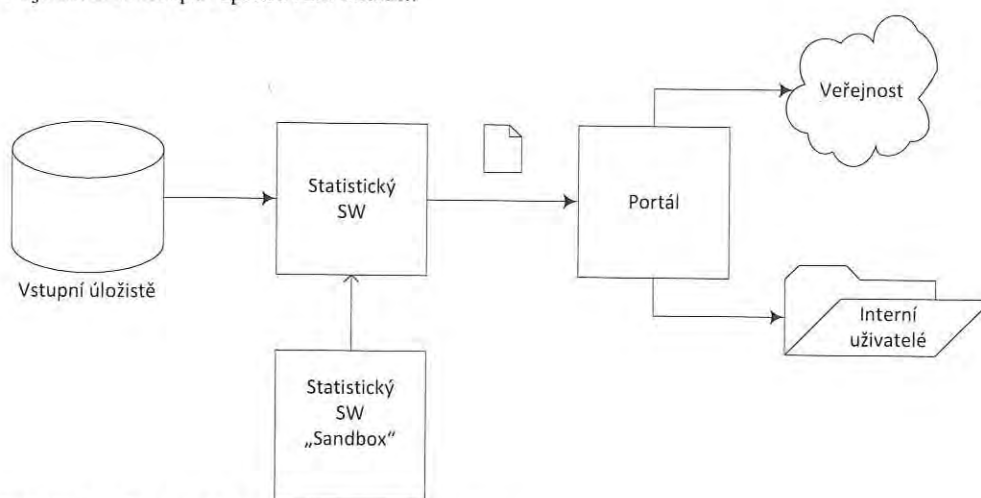 Veřejnost
Statistický
SW
Portál
Vstupní úložiště
Interní
uživatelé
Statistický
SW
„Sandbox“